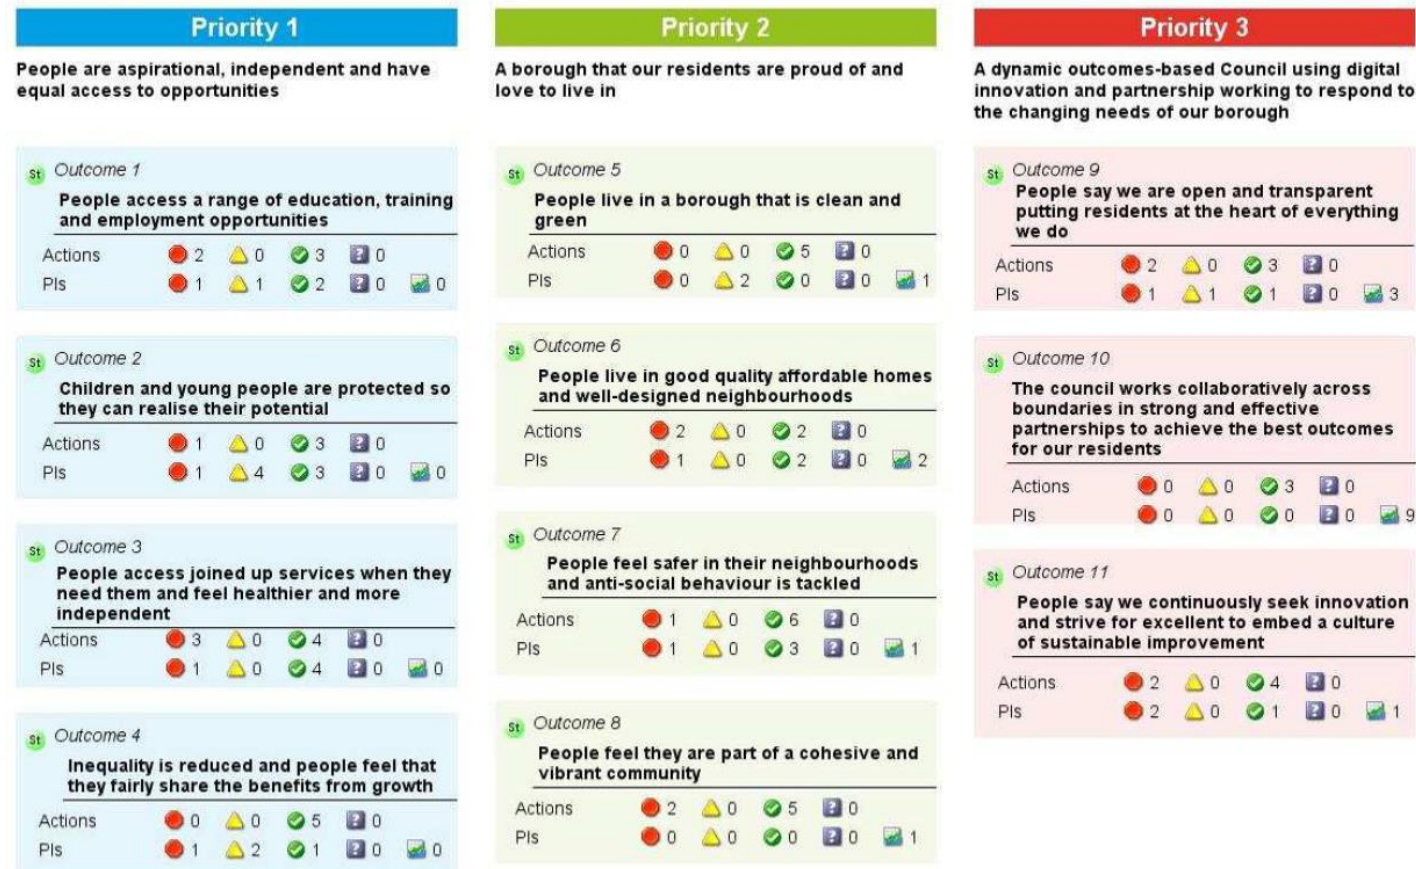 Priority 1
People are aspirational, independent and have
equal access to opportunities
St Outcome 1
People access a range of education, training
and employment opportunities
Actions 2 0 3 ? 0
PIs 1 1 2 ? 0 0
St Outcome 2
Children and young people are protected so
they can realise their potential
Actions 1 0 3 ? 0
PIs 1 4 3 ? 0 0
St Outcome 3
People access joined up services when they
need them and feel healthier and more
independent
Actions 3 0 4 ? 0
PIs 1 0 4 ? 0 0
St Outcome 4
Inequality is reduced and people feel that
they fairly share the benefits from growth
Actions 0 0 5 ? 0
PIs 1 2 1 ? 0 0
Priority 2
A borough that our residents are proud of and
love to live in
St Outcome 5
People live in a borough that is clean and
green
Actions 0 0 5 ? 0
PIs 0 2 0 ? 0 1
St Outcome 6
People live in good quality affordable homes
and well-designed neighbourhoods
Actions 2 0 2 ? 0
PIs 1 0 2 ? 0 2
St Outcome 7
People feel safer in their neighbourhoods
and anti-social behaviour is tackled
Actions 1 0 6 ? 0
PIs 1 0 3 ? 0 1
St Outcome 8
People feel they are part of a cohesive and
vibrant community
Actions 2 0 5 ? 0
PIs 0 0 0 ? 0 1
Priority 3
A dynamic outcomes-based Council using digital
innovation and partnership working to respond to
the changing needs of our borough
St Outcome 9
People say we are open and transparent
putting residents at the heart of everything
we do
Actions 2 0 3 ? 0
PIs 1 1 1 ? 0 3
St Outcome 10
The council works collaboratively across
boundaries in strong and effective
partnerships to achieve the best outcomes
for our residents
Actions 0 0 3 ? 0
PIs 0 0 0 ? 0 9
St Outcome 11
People say we continuously seek innovation
and strive for excellent to embed a culture
of sustainable improvement
Actions 2 0 4 ? 0
PIs 2 0 1 ? 0 1